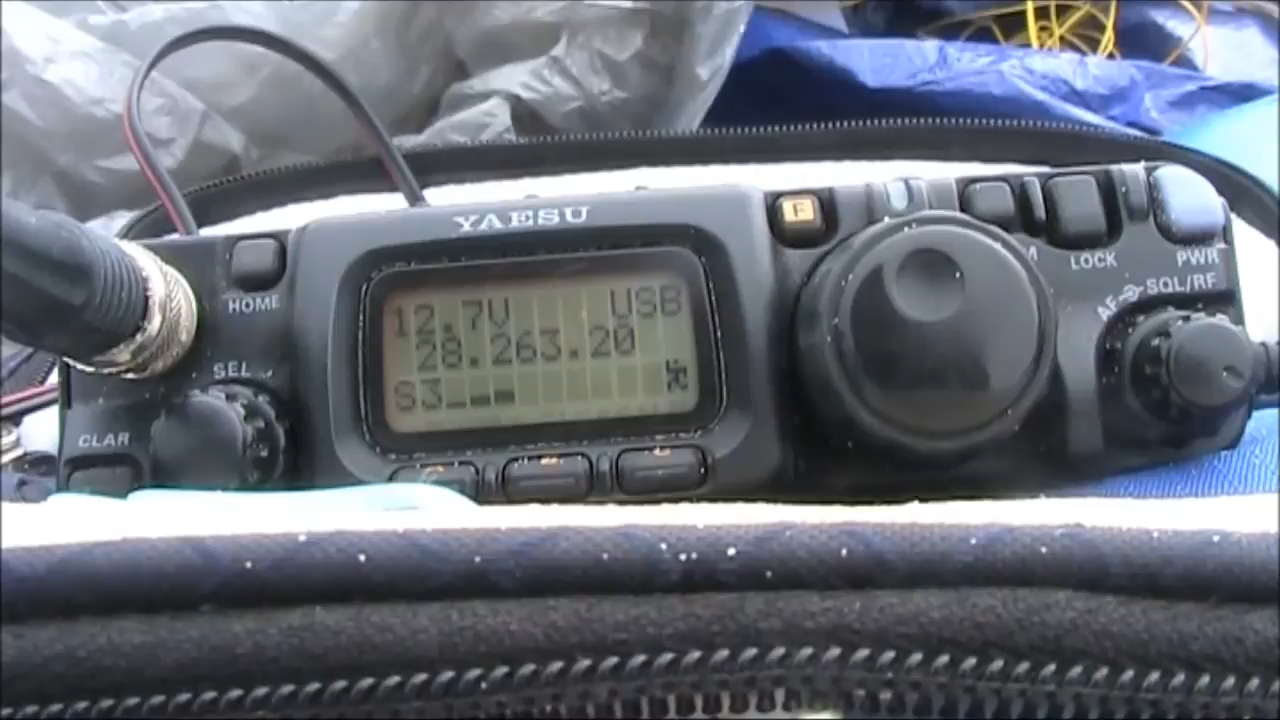 YAESU
F
HOME
LOCK
PWR
AF
SQL/RF
12.7V USB
28.263.20
S3
SEL
CLAR